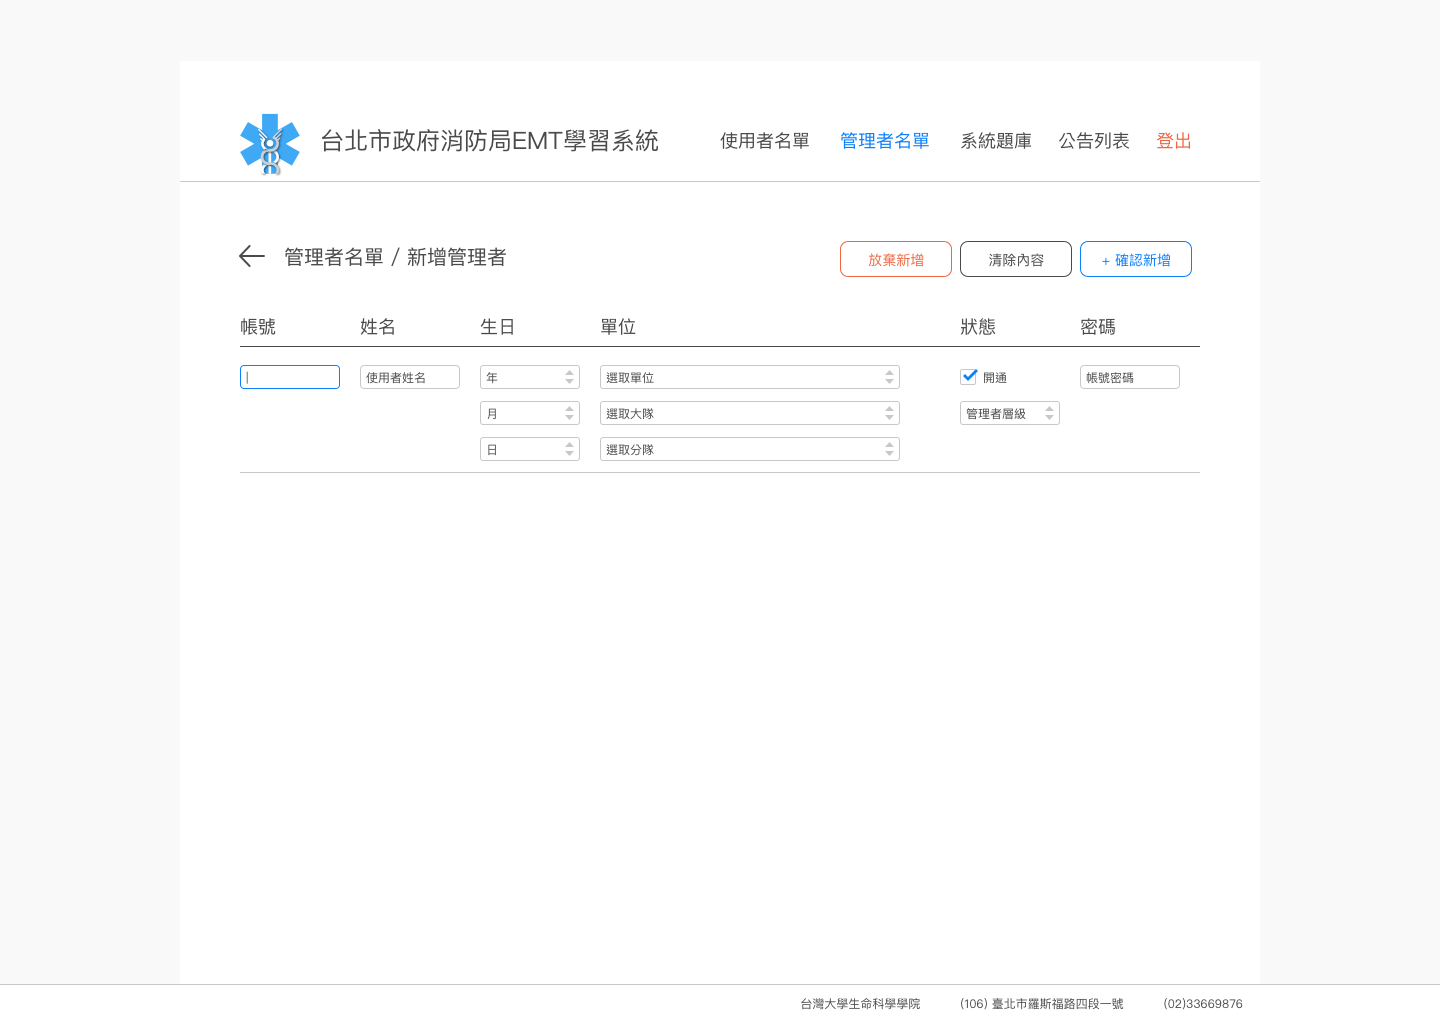 台北市政府消防局EMT學習系統 使用者名單 管理者名單 系統題庫 公告列表 登出
管理者名單 / 新增管理者 放棄新增 清除內容 + 確認新增
帳號 姓名 生日 單位 狀態 密碼
使用者姓名 年 選取單位 開通 帳號密碼
月 選取大隊 管理者層級
日 選取分隊
台灣大學生命科學學院 (106) 臺北市羅斯福路四段一號 (02)33669876